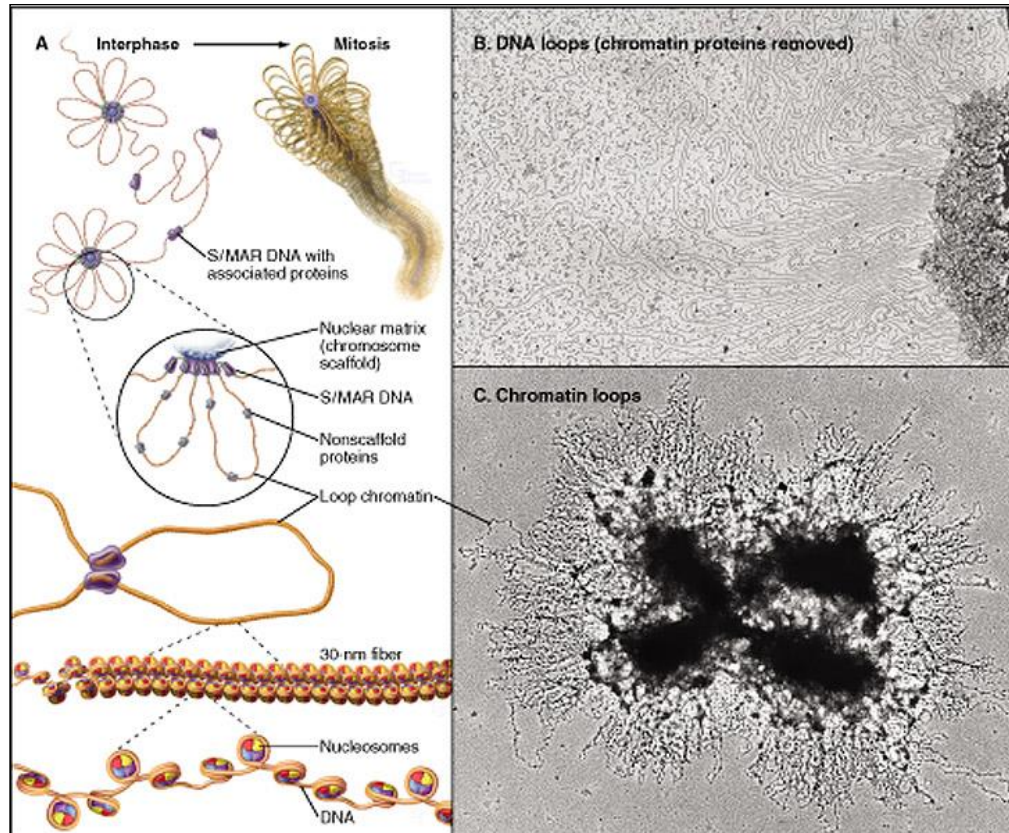 A
Interphase
Mitosis
S/MAR DNA with
associated proteins
Nuclear matrix
(chromosome
scaffold)
S/MAR DNA
Nonscaffold
proteins
Loop chromatin
30-nm fiber
Nucleosomes
DNA
B. DNA loops (chromatin proteins removed)
C. Chromatin loops